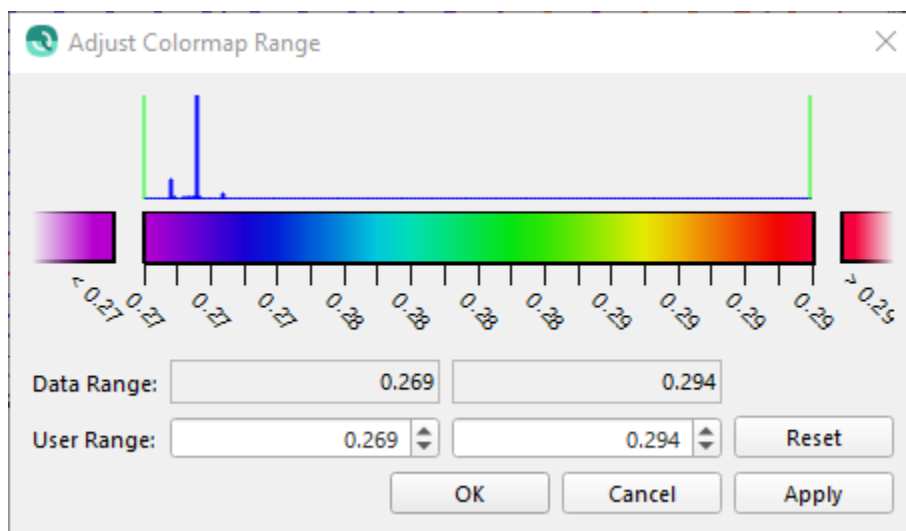 Adjust Colormap Range
< 0.27 0.27 0.27 0.27 0.28 0.28 0.28 0.28 0.29 0.29 0.29 0.29 > 0.29
Data Range: 0.269 0.294
User Range: 0.269 0.294 Reset
OK Cancel Apply